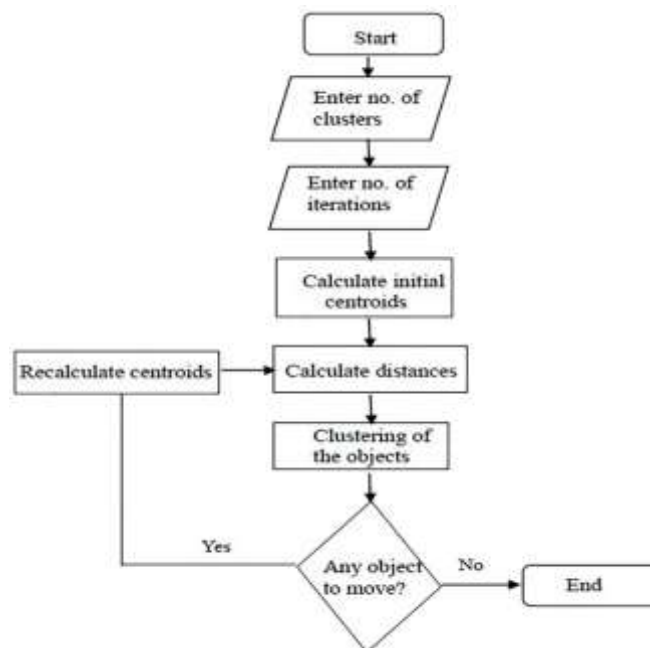 Start
Enter no. of
clusters
Enter no. of
iterations
Calculate initial
centroids
Recalculate centroids
Calculate distances
Clustering of
the objects
Yes
Any object
to move?
No
End